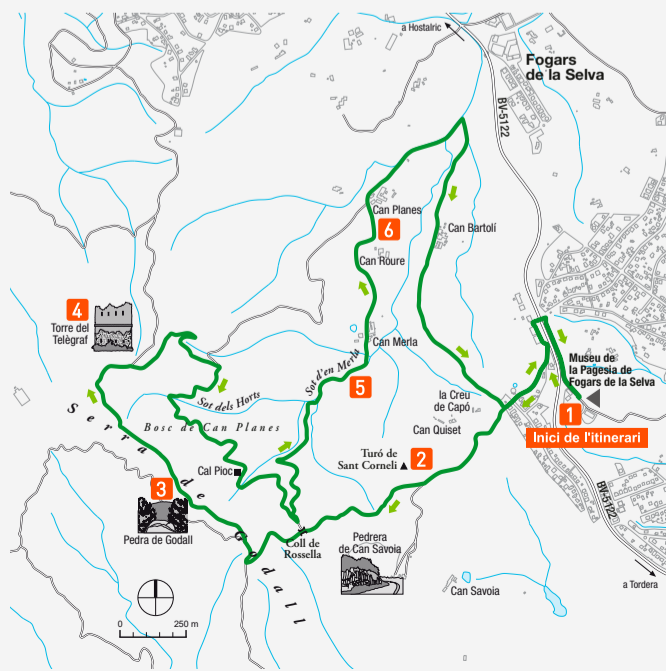 a Hostalric
Fogars
de la Selva
BV-5122
Can Planes
6
Can Bartolí
Can Roure
4
Torre del
Telègraf
Can Merla
Sot d'en Merla
5
Museu de
la Pagesia de
Fogars de la Selva
1
Inici de l'itinerari
la Creu
de Capó
Can Quiset
Sot dels Horts
Bosc de Can Planes
Serra de Godall
Turó de
Sant Corneli
2
Cal Pioc
3
Pedra de Godall
Coll de
Rossella
Pedrera
de Can Savoia
BV-5122
Can Savoia
a Tordera
0 250 m